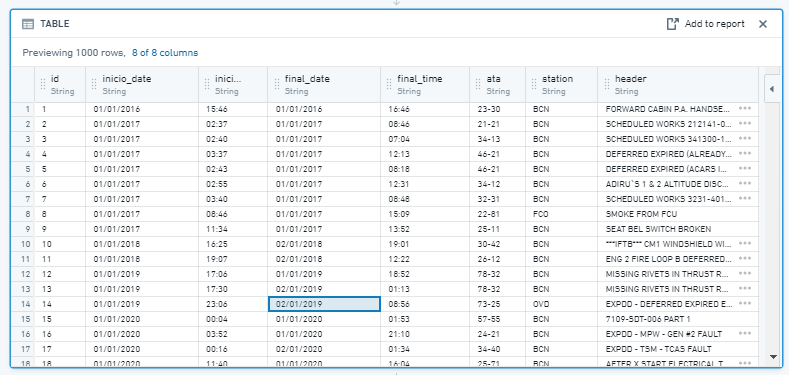 TABLE
Add to report
Previewing 1000 rows, 8 of 8 columns
id inicio_date inici... final_date final_time ata station header
String String String String String String String String
1 1 01/01/2016 15:46 01/01/2016 16:46 23-30 BCN FORWARD CABIN P.A. HANDSE...
2 2 01/01/2017 02:37 01/01/2017 08:46 21-21 BCN SCHEDULED WORKS 212141-0...
3 3 01/01/2017 02:40 01/01/2017 07:04 34-13 BCN SCHEDULED WORKS 341300-1...
4 4 01/01/2017 03:37 01/01/2017 12:13 46-21 BCN DEFERRED EXPIRED (ALREADY...
5 5 01/01/2017 02:43 01/01/2017 08:18 46-21 BCN DEFERRED EXPIRED (ACARS I...
6 6 01/01/2017 02:55 01/01/2017 12:31 34-12 BCN ADIRU`S 1 & 2 ALTITUDE DISC...
7 7 01/01/2017 03:40 01/01/2017 08:48 32-31 BCN SCHEDULED WORKS 3231-401...
8 8 01/01/2017 08:46 01/01/2017 15:09 22-81 FCO SMOKE FROM FCU
9 9 01/01/2017 11:34 01/01/2017 13:52 25-11 BCN SEAT BEL SWITCH BROKEN
10 10 01/01/2018 16:25 02/01/2018 19:01 30-42 BCN ***IFTB*** CM1 WINDSHIELD WI...
11 11 01/01/2018 19:07 02/01/2018 12:22 26-12 BCN ENG 2 FIRE LOOP B DEFERRED...
12 12 01/01/2019 17:06 01/01/2019 18:52 78-32 BCN MISSING RIVETS IN THRUST R...
13 13 01/01/2019 17:30 02/01/2019 01:13 78-32 BCN MISSING RIVETS IN THRUST R...
14 14 01/01/2019 23:06 02/01/2019 08:56 73-25 OVD EXPDD - DEFERRED EXPIRED E...
15 15 01/01/2020 00:04 01/01/2020 01:53 57-55 BCN 7109-SDT-006 PART 1
16 16 01/01/2020 03:52 01/01/2020 21:10 24-21 BCN EXPDD - MPW - GEN #2 FAULT
17 17 01/01/2020 00:16 02/01/2020 01:34 34-40 BCN EXPDD - TSM - TCAS FAULT
18 18 01/01/2020 11:40 01/01/2020 16:04 25-71 BCN AFTER X START ELECTRICAL T...